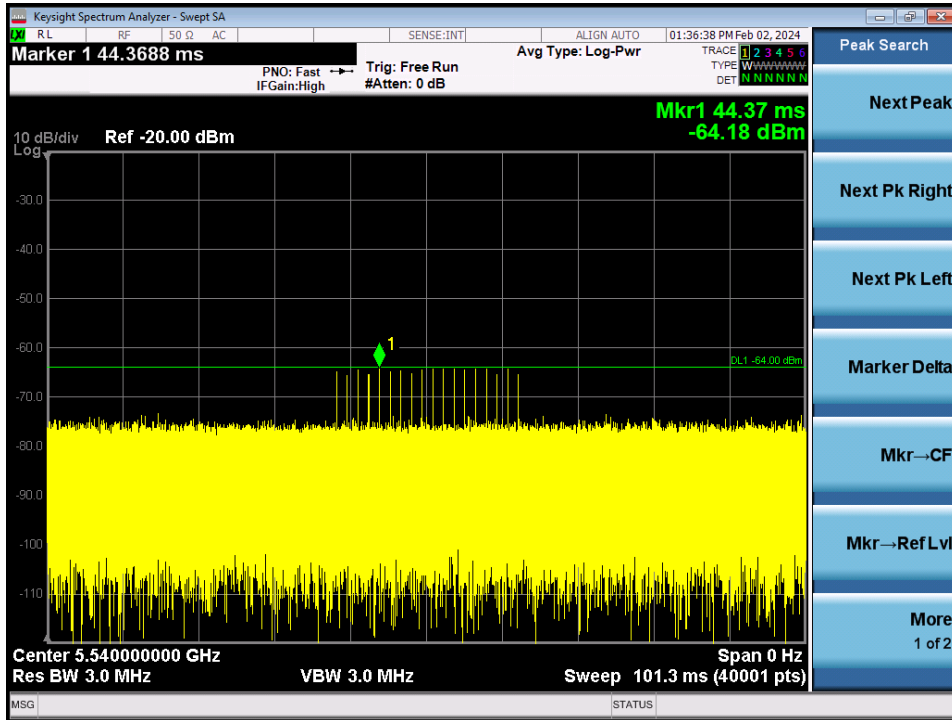 Keysight Spectrum Analyzer - Swept SA
LXI RL RF 50 Ω AC SENSE:INT ALIGN AUTO 01:36:38 PM Feb 02, 2024
Marker 1 44.3688 ms
PNO: Fast
IFGain:High
Trig: Free Run
#Atten: 0 dB
Avg Type: Log-Pwr
TRACE 1 2 3 4 5 6
TYPE WWWWWW
DET N N N N N N
Mkr1 44.37 ms
-64.18 dBm
10 dB/div Ref -20.00 dBm
Log
-30.0
-40.0
-50.0
-60.0
1
DL1 -64.00 dBm
-70.0
-80.0
-90.0
-100
-110
Center 5.540000000 GHz Span 0 Hz
Res BW 3.0 MHz VBW 3.0 MHz Sweep 101.3 ms (40001 pts)
MSG STATUS
Peak Search
Next Peak
Next Pk Right
Next Pk Left
Marker Delta
Mkr→CF
Mkr→Ref Lvl
More
1 of 2